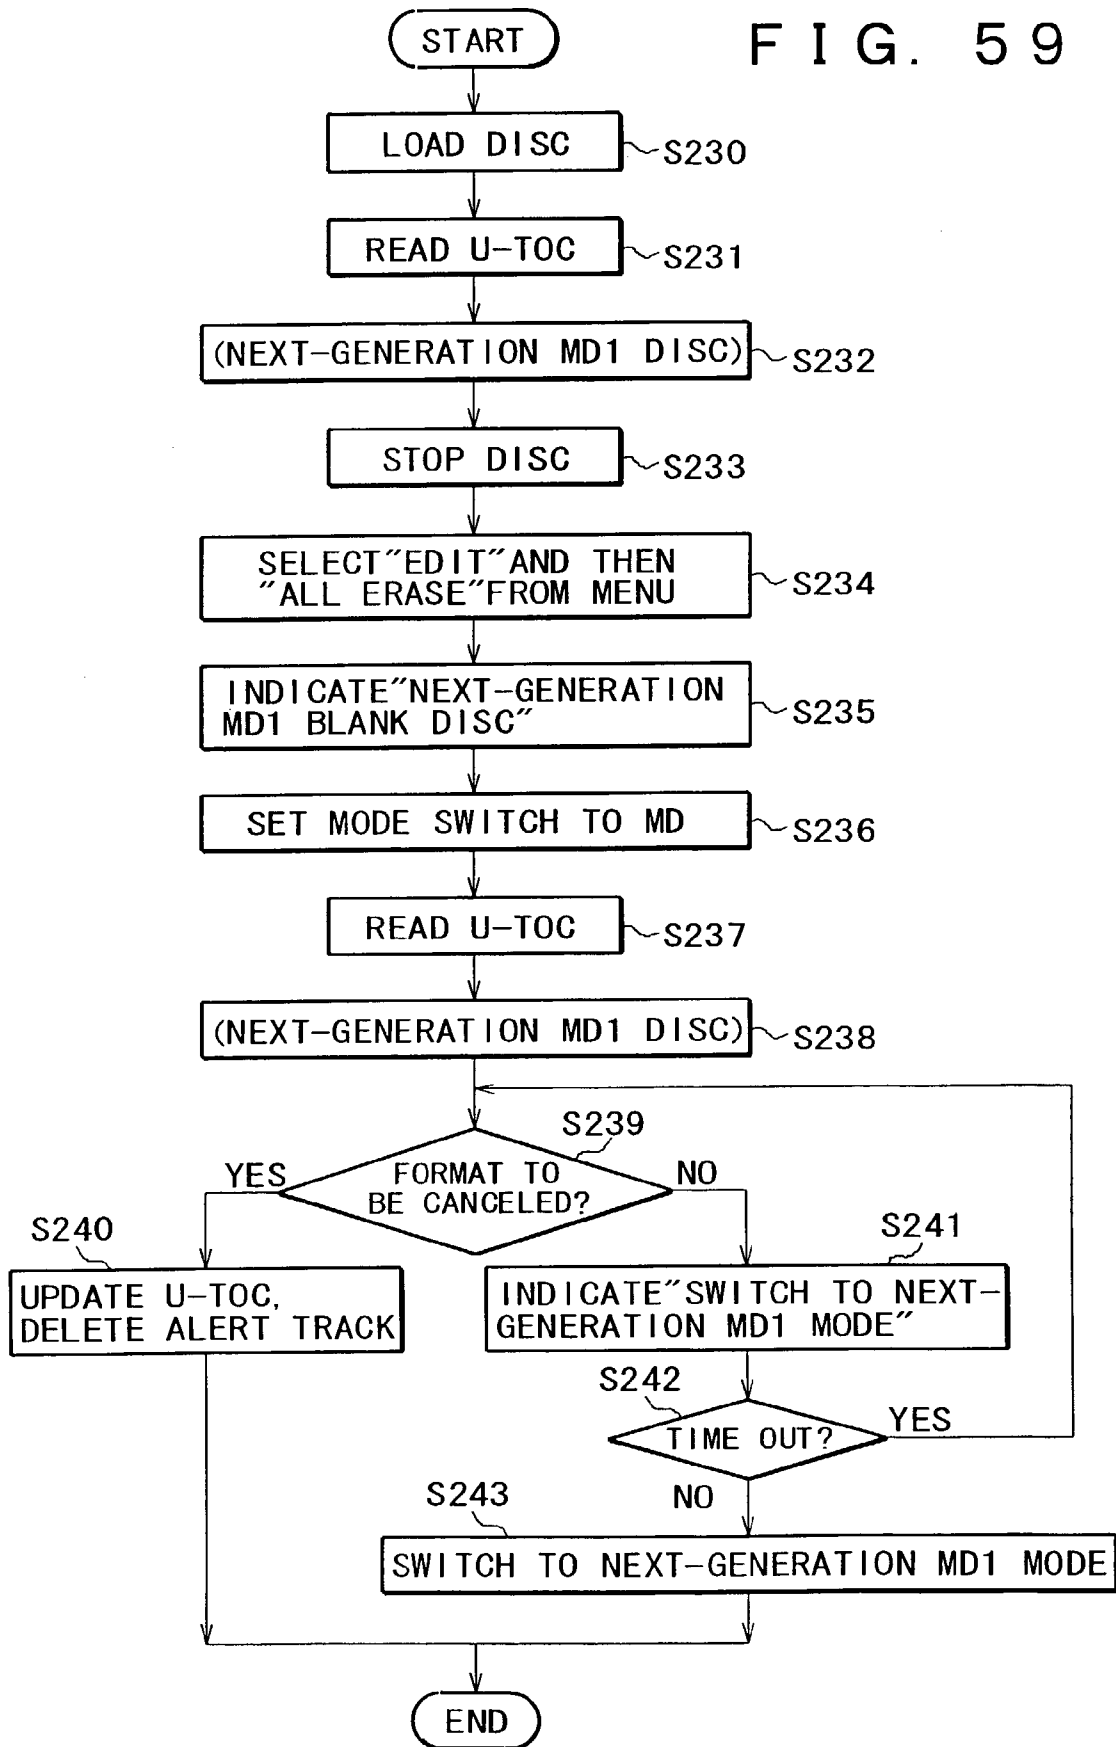 FIG. 59
START
LOAD DISC
S230
READ U-TOC
S231
(NEXT-GENERATION MD1 DISC)
S232
STOP DISC
S233
SELECT"EDIT"AND THEN
"ALL ERASE"FROM MENU
S234
INDICATE"NEXT-GENERATION
MD1 BLANK DISC"
S235
SET MODE SWITCH TO MD
S236
READ U-TOC
S237
(NEXT-GENERATION MD1 DISC)
S238
S239
FORMAT TO
BE CANCELED?
YES
NO
S240
UPDATE U-TOC,
DELETE ALERT TRACK
S241
INDICATE"SWITCH TO NEXT-
GENERATION MD1 MODE"
S242
TIME OUT?
YES
NO
S243
SWITCH TO NEXT-GENERATION MD1 MODE
END